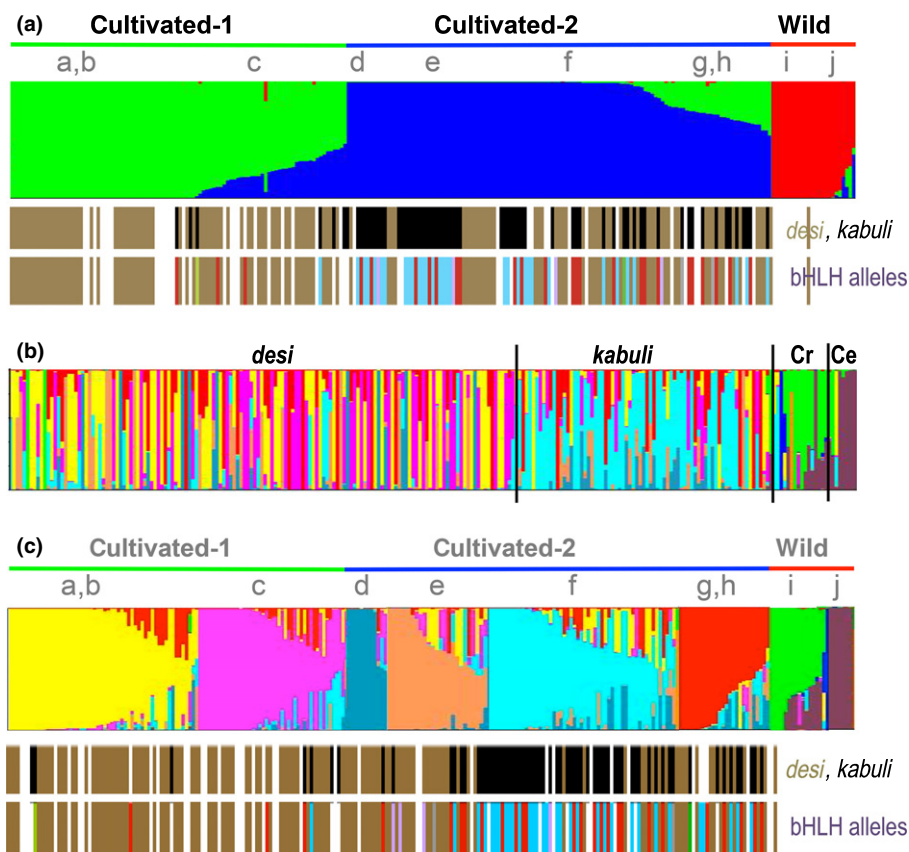 (a)
Cultivated-1 Cultivated-2 Wild
a,b c d e f g,h i j
desi, kabuli
bHLH alleles
(b)
desi kabuli Cr Ce
(c)
Cultivated-1 Cultivated-2 Wild
a,b c d e f g,h i j
desi, kabuli
bHLH alleles